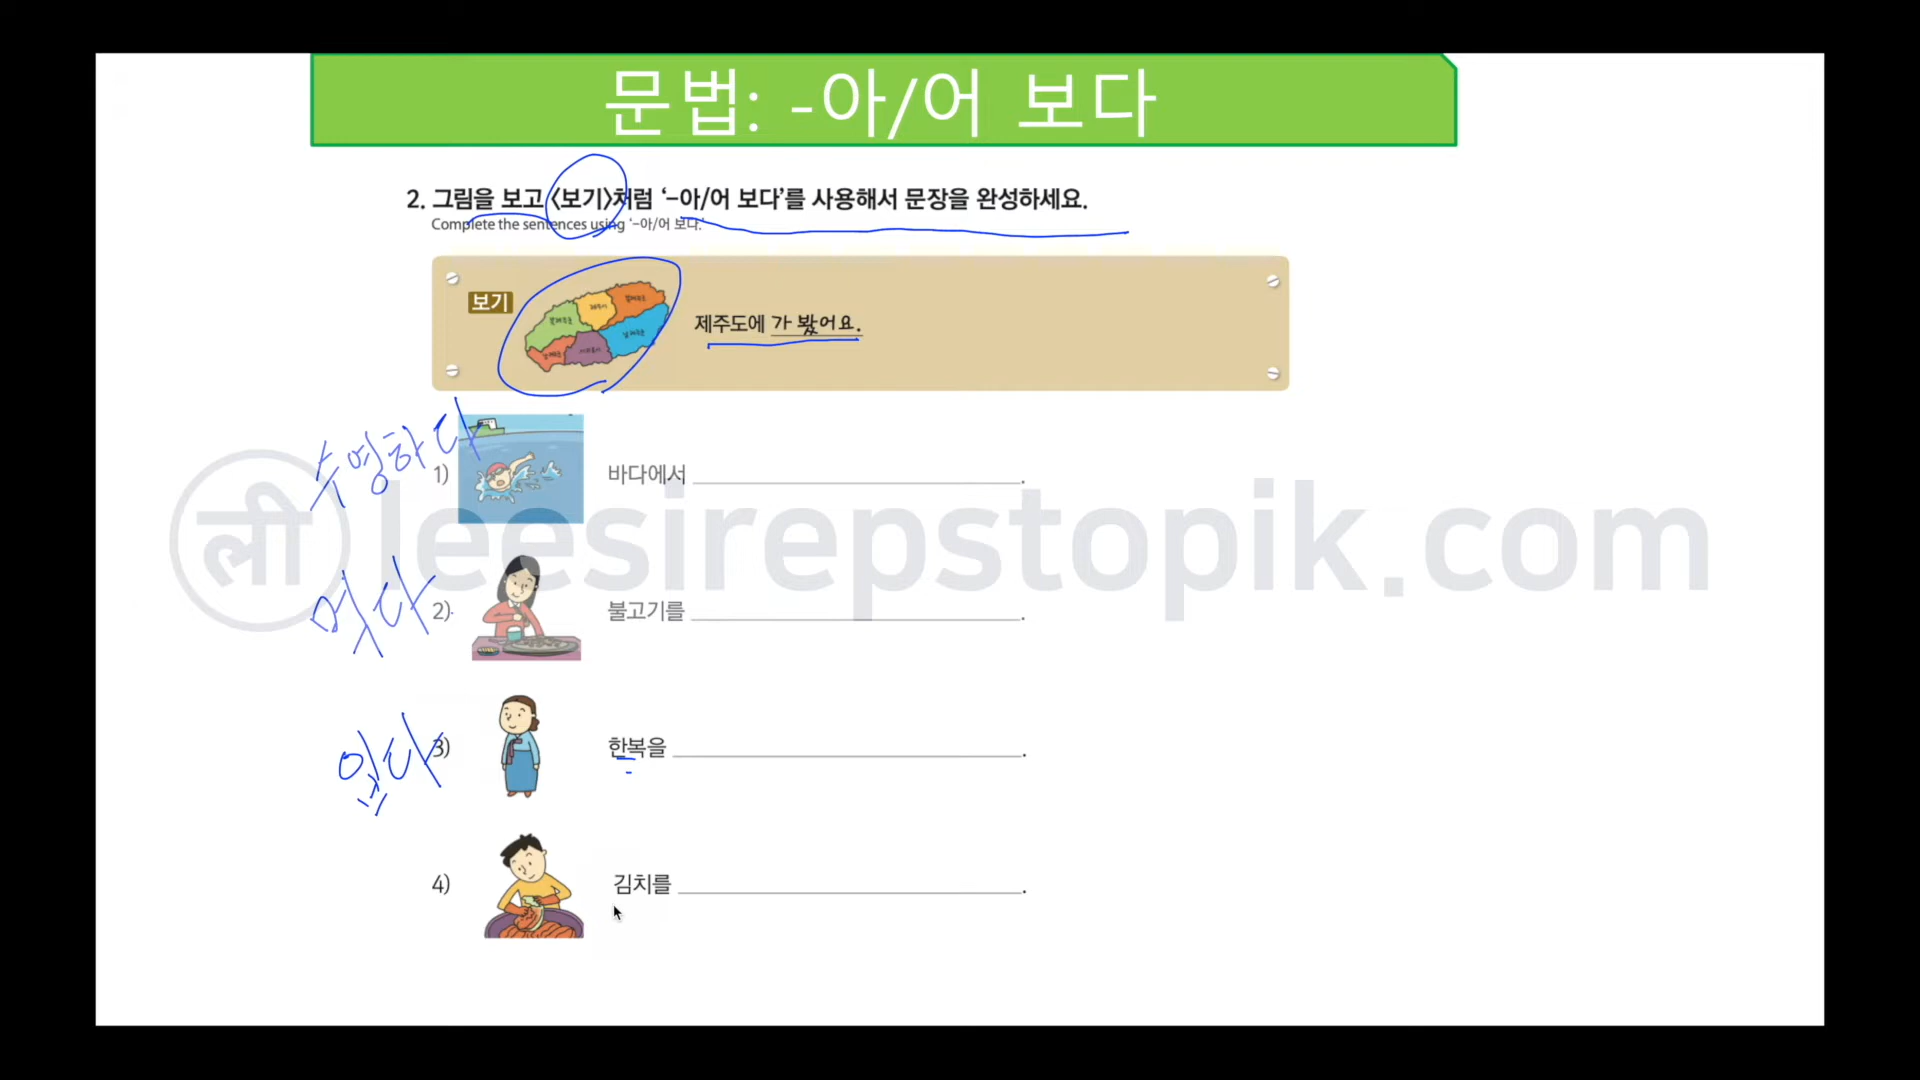 문법: -아/어 보다
2. 그림을 보고 <보기>처럼 '-아/어 보다'를 사용해서 문장을 완성하세요.
Complete the sentences using '-아/어 보다.'
보기
제주도에 가 봤어요.
수영하다
1) 바다에서 .
ली leesirepstopik.com
먹다
2) 불고기를 .
입다
3) 한복을 .
4) 김치를 .